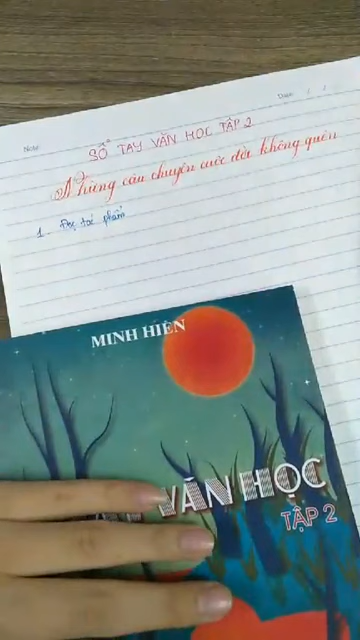 Note:
Date: / /
SỔ TAY VĂN HỌC TẬP 2
Những câu chuyện cuộc đời không quên
1. Đọc tác phẩm
MINH HIỀN
VĂN HỌC
TẬP 2